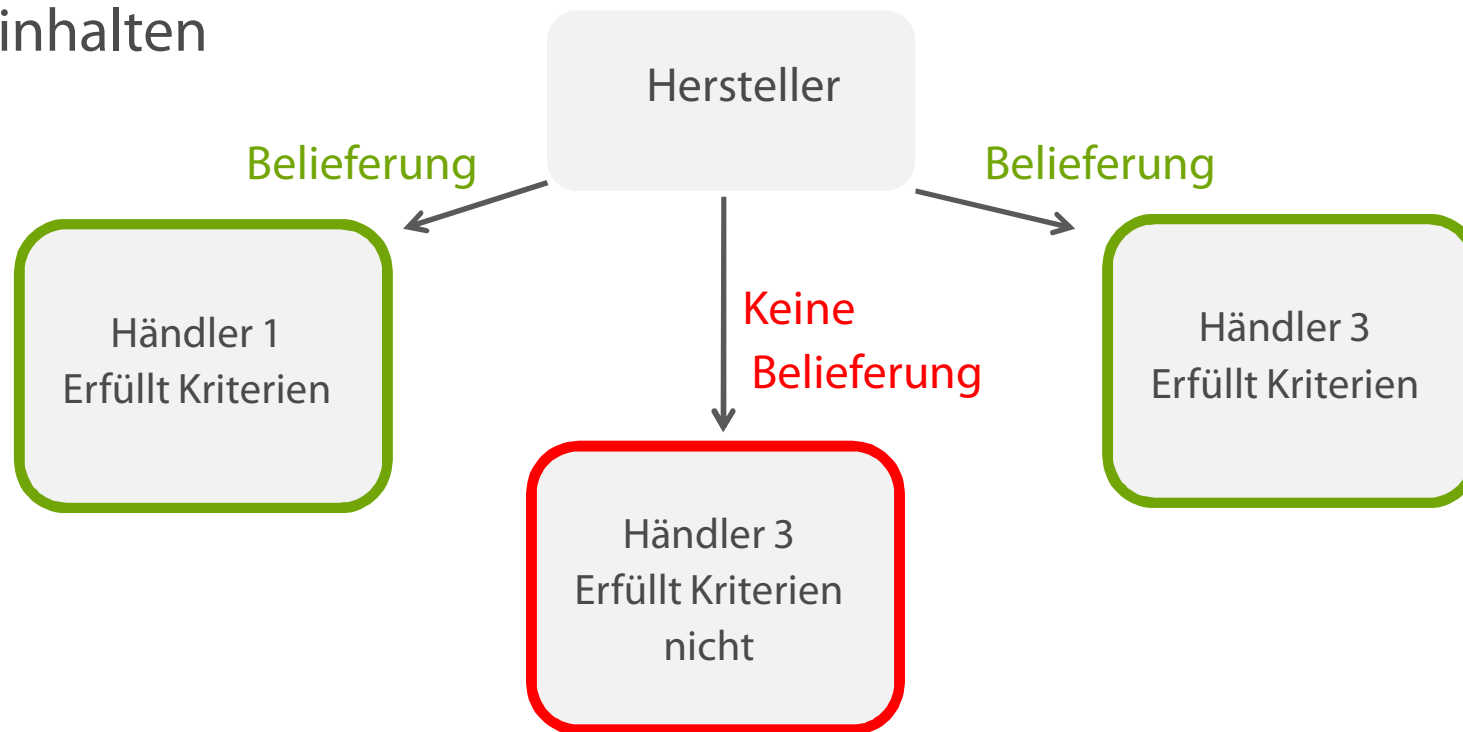 inhalten
Hersteller
Belieferung
Belieferung
Keine
Belieferung
Händler 1
Erfüllt Kriterien
Händler 3
Erfüllt Kriterien
Händler 3
Erfüllt Kriterien
nicht